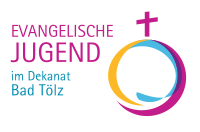 EVANGELISCHE
JUGEND
im Dekanat
Bad Tölz